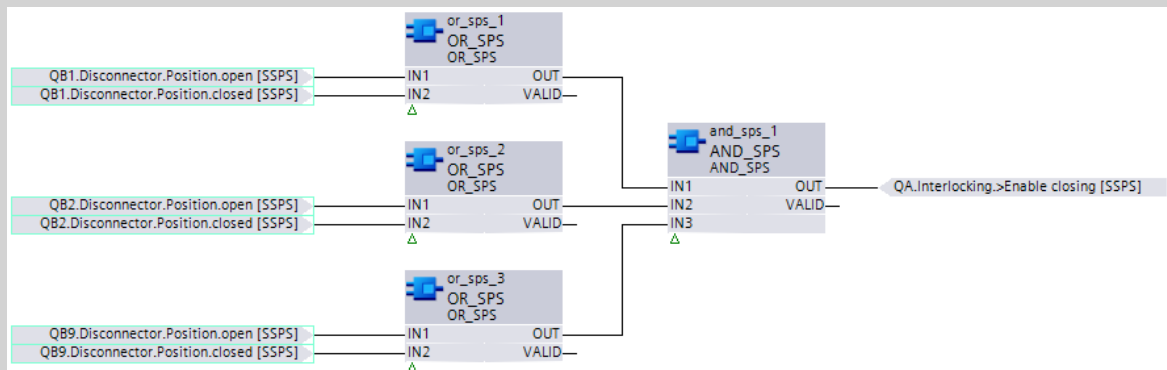 or_sps_1
OR_SPS
OR_SPS
QB1.Disconnector.Position.open [SSPS]
IN1
OUT
QB1.Disconnector.Position.closed [SSPS]
IN2
VALID
or_sps_2
OR_SPS
OR_SPS
QB2.Disconnector.Position.open [SSPS]
IN1
OUT
QB2.Disconnector.Position.closed [SSPS]
IN2
VALID
or_sps_3
OR_SPS
OR_SPS
QB9.Disconnector.Position.open [SSPS]
IN1
OUT
QB9.Disconnector.Position.closed [SSPS]
IN2
VALID
and_sps_1
AND_SPS
AND_SPS
IN1
OUT
QA.Interlocking.>Enable closing [SSPS]
IN2
VALID
IN3